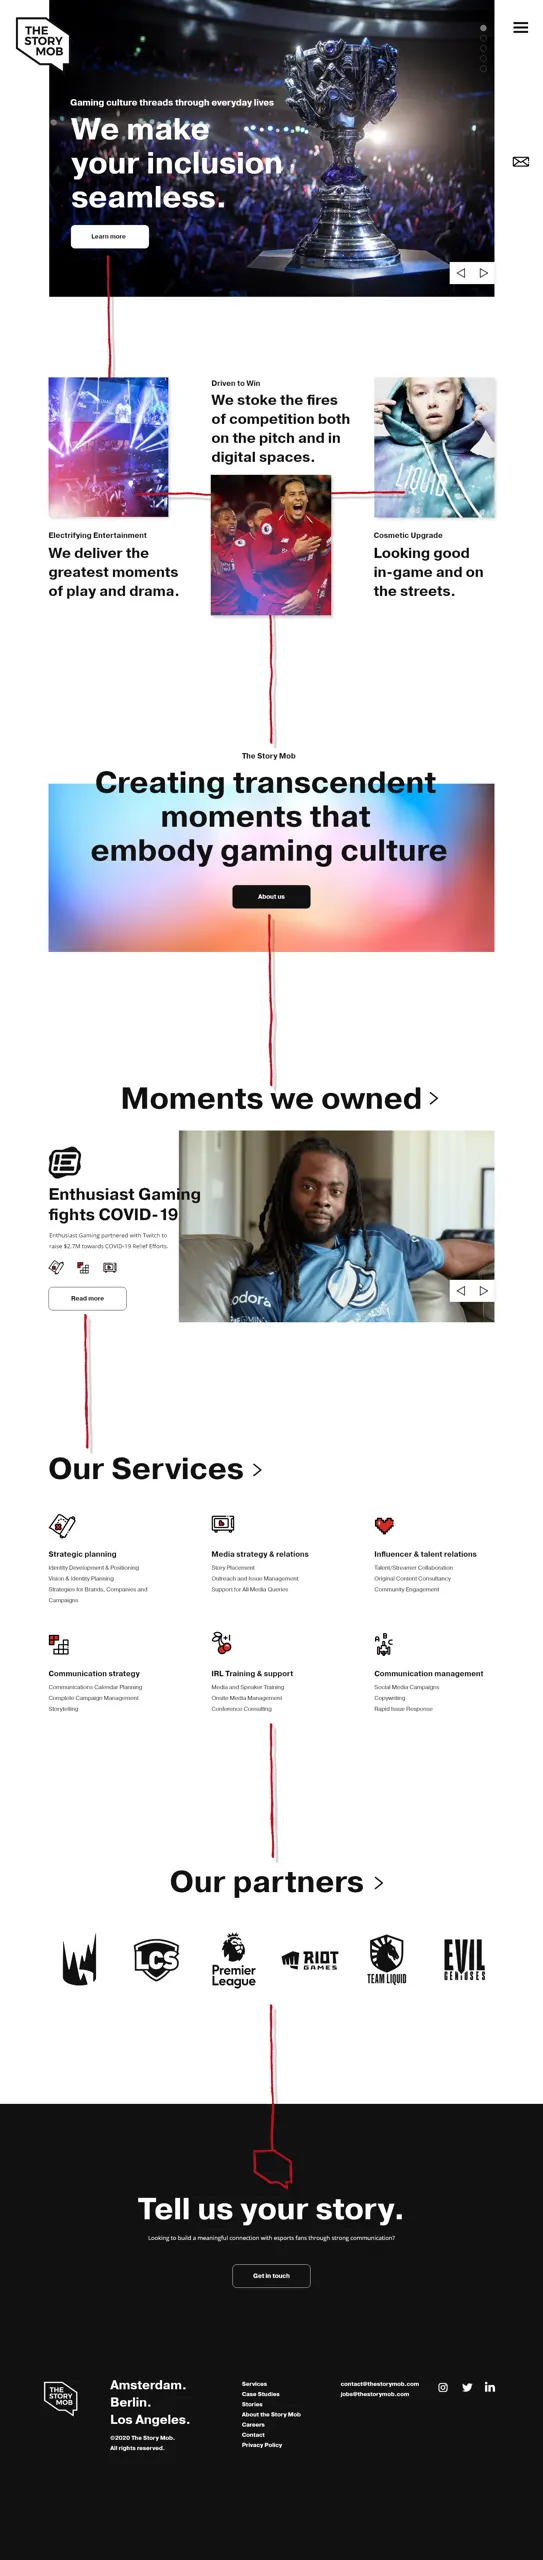 THE
STORY
MOB
Gaming culture threads through everyday lives
We make
your inclusion
seamless.
Learn more
Driven to Win
We stoke the fires
of competition both
on the pitch and in
digital spaces.
LIQUID
Electrifying Entertainment
We deliver the
greatest moments
of play and drama.
Cosmetic Upgrade
Looking good
in-game and on
the streets.
The Story Mob
Creating transcendent
moments that
embody gaming culture
About us
Moments we owned
Enthusiast Gaming
fights COVID-19
Enthusiast Gaming partnered with Twitch to
raise $2.7M towards COVID-19 Relief Efforts.
Read more
Our Services
Strategic planning
Identity Development & Positioning
Vision & Identity Planning
Strategies for Brands, Companies and
Campaigns
Media strategy & relations
Story Placement
Outreach and Issue Management
Support for All Media Queries
Influencer & talent relations
Talent/Streamer Collaboration
Original Content Consultancy
Community Engagement
Communication strategy
Communications Calendar Planning
Complete Campaign Management
Storytelling
+1
IRL Training & support
Media and Speaker Training
Onsite Media Management
Conference Consulting
A B C
Communication management
Social Media Campaigns
Copywriting
Rapid Issue Response
Our partners
LCS
Premier
League
RIOT
GAMES
TEAM LIQUID
EVIL
GENIUSES
Tell us your story.
Looking to build a meaningful connection with esports fans through strong communication?
Get in touch
THE
STORY
MOB
Amsterdam.
Berlin.
Los Angeles.
©2020 The Story Mob.
All rights reserved.
Services
Case Studies
Stories
About the Story Mob
Careers
Contact
Privacy Policy
contact@thestorymob.com
jobs@thestorymob.com